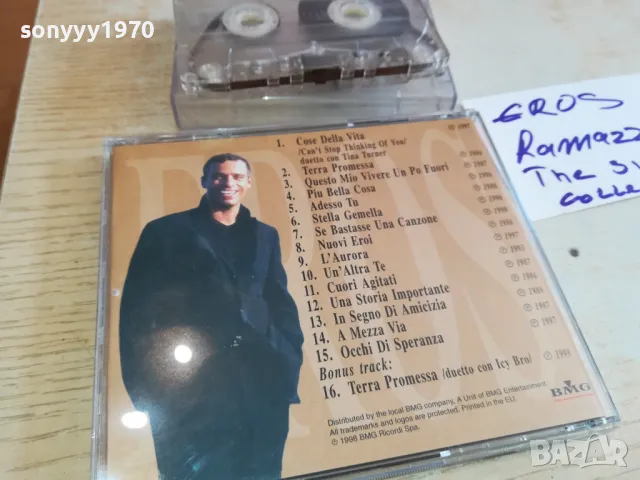 sonyyy1970
EROS
Ramazz
The
COLLE
1. Cose Della Vita
/Can't Stop Thinking Of You/
duetto con Tina Turner
2. Terra Promessa
3. Questo Mio Vivere Un Po Fuori
4. Piu Bella Cosa
5. Adesso Tu
6. Stella Gemella
7. Se Bastasse Una Canzone
8. Nuovi Eroi
9. L'Aurora
10. Un'Altra Te
11. Cuori Agitati
12. Una Storia Importante
13. In Segno Di Amicizia
14. A Mezza Via
15. Occhi Di Speranza
Bonus track:
16. Terra Promessa /duetto con Icy Bro/
Distributed by the local BMG company, A Unit of BMG Entertainment
All trademarks and logos are protected. Printed in the EU.
℗ 1998 BMG Ricordi Spa.
BMG
BAZAR